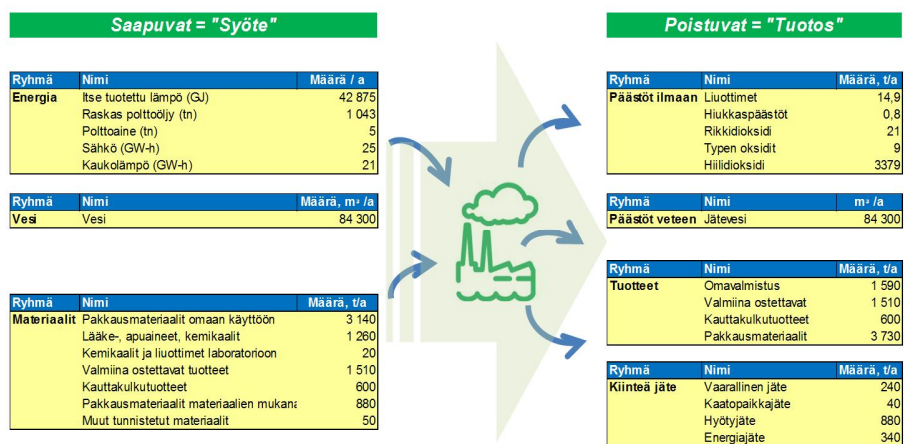 Saapuvat = "Syöte"
Ryhmä Nimi Määrä / a
Energia Itse tuotettu lämpö (GJ) 42 875
Raskas polttoöljy (tn) 1 043
Polttoaine (tn) 5
Sähkö (GW-h) 25
Kaukolämpö (GW-h) 21
Ryhmä Nimi Määrä, m³ /a
Vesi Vesi 84 300
Ryhmä Nimi Määrä, t/a
Materiaalit Pakkausmateriaalit omaan käyttöön 3 140
Lääke-, apuaineet, kemikaalit 1 260
Kemikaalit ja liuottimet laboratorioon 20
Valmiina ostettavat tuotteet 1 510
Kauttakulkutuotteet 600
Pakkausmateriaalit materiaalien mukana 880
Muut tunnistetut materiaalit 50
Poistuvat = "Tuotos"
Ryhmä Nimi Määrä, t/a
Päästöt ilmaan Liuottimet 14,9
Hiukkaspäästöt 0,8
Rikkidioksidi 21
Typen oksidit 9
Hiilidioksidi 3379
Ryhmä Nimi m³ /a
Päästöt veteen Jätevesi 84 300
Ryhmä Nimi Määrä, t/a
Tuotteet Omavalmistus 1 590
Valmiina ostettavat 1 510
Kauttakulkutuotteet 600
Pakkausmateriaalit 3 730
Ryhmä Nimi Määrä, t/a
Kiinteä jäte Vaarallinen jäte 240
Kaatopaikkajäte 40
Hyötyjäte 880
Energiajäte 340